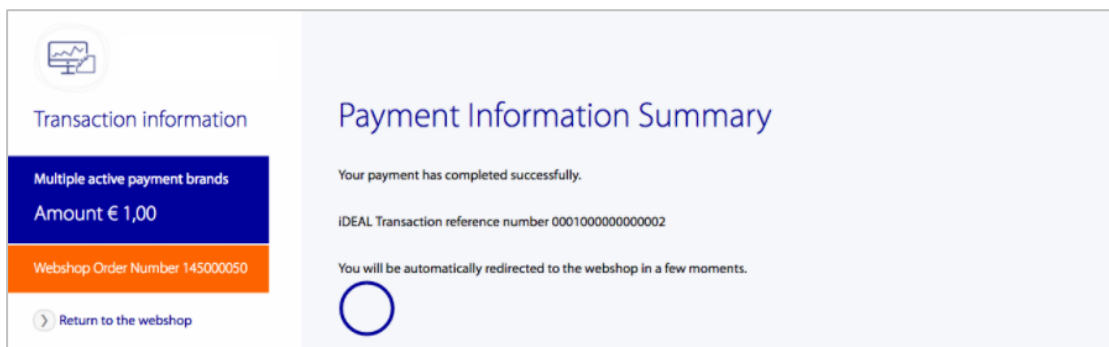 Transaction information
Multiple active payment brands
Amount € 1,00
Webshop Order Number 145000050
Return to the webshop
Payment Information Summary
Your payment has completed successfully.
iDEAL Transaction reference number 0001000000000002
You will be automatically redirected to the webshop in a few moments.